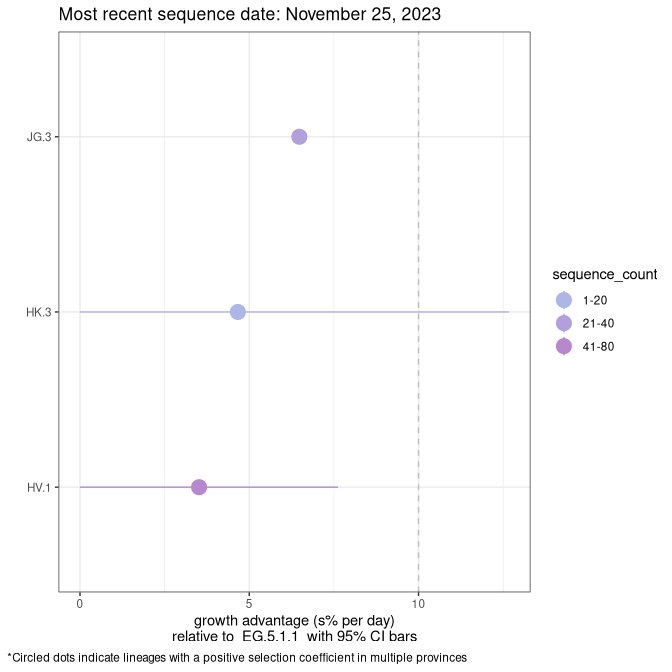 Most recent sequence date: November 25, 2023
JG.3
HK.3
HV.1
0 5 10
growth advantage (s% per day)
relative to  EG.5.1.1  with 95% CI bars
sequence_count
1-20
21-40
41-80
*Circled dots indicate lineages with a positive selection coefficient in multiple provinces